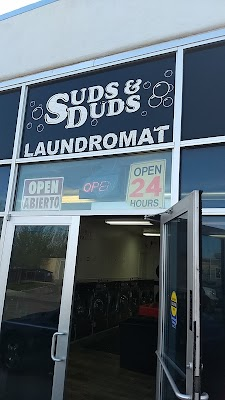 SUDS &
DUDS
LAUNDROMAT
OPEN
ABIERTO
OPEN
OPEN
24
HOURS